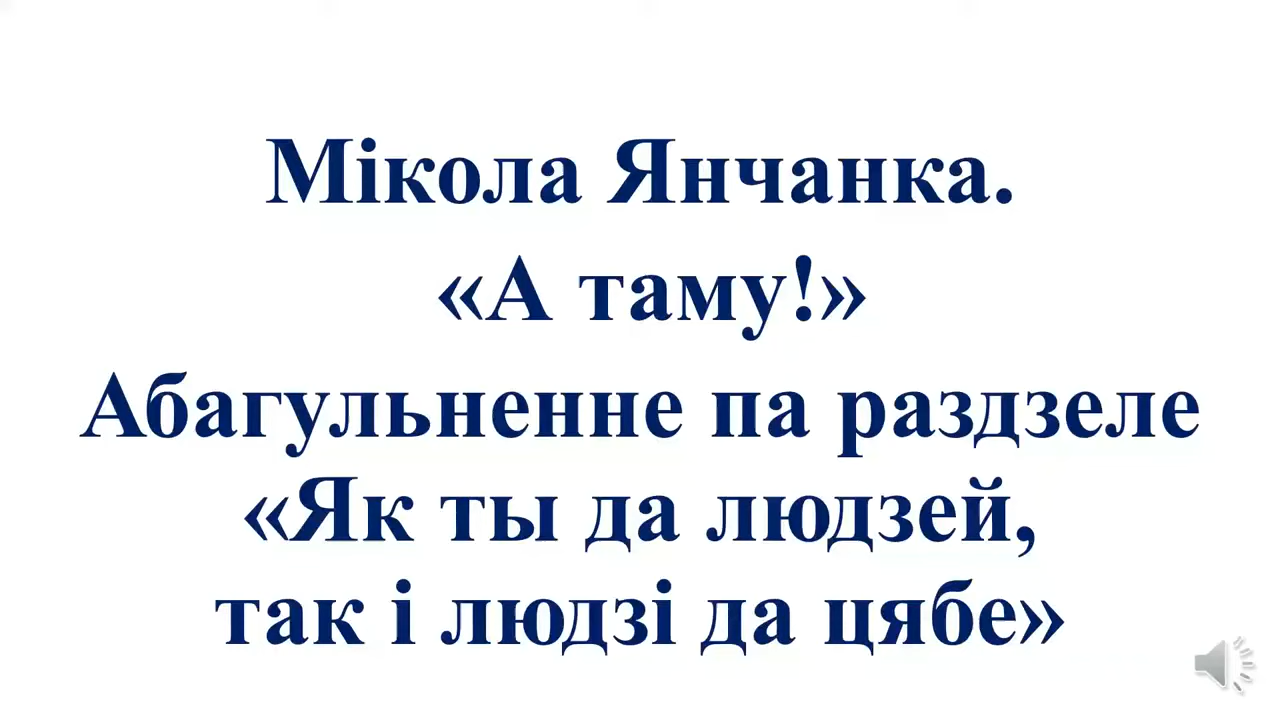 Мікола Янчанка.
«А таму!»
Абагульненне па раздзеле
«Як ты да людзей,
так і людзі да цябе»